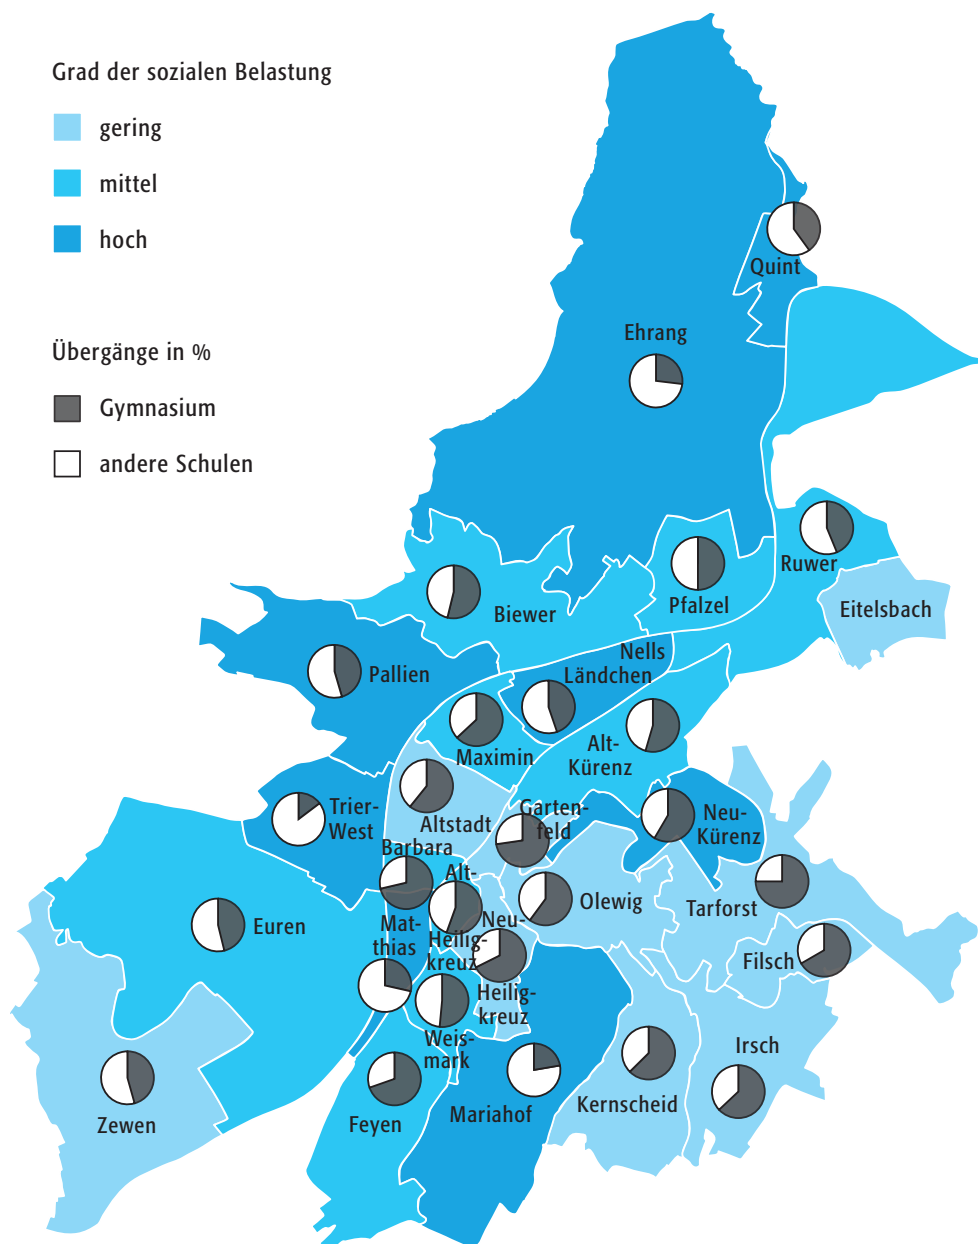 Grad der sozialen Belastung
gering
mittel
hoch
Übergänge in %
Gymnasium
andere Schulen
Quint
Ehrang
Ruwer
Pfalzel
Eitelsbach
Biewer
Nells
Ländchen
Pallien
Maximin
Alt-
Kürenz
Trier-
West
Altstadt
Garten-
feld
Neu-
Kürenz
Barbara
Alt-
Heilig-
kreuz
Olewig
Tarforst
Euren
Mat-
thias
Neu-
Heilig-
kreuz
Filsch
Weis-
mark
Irsch
Zewen
Feyen
Mariahof
Kernscheid